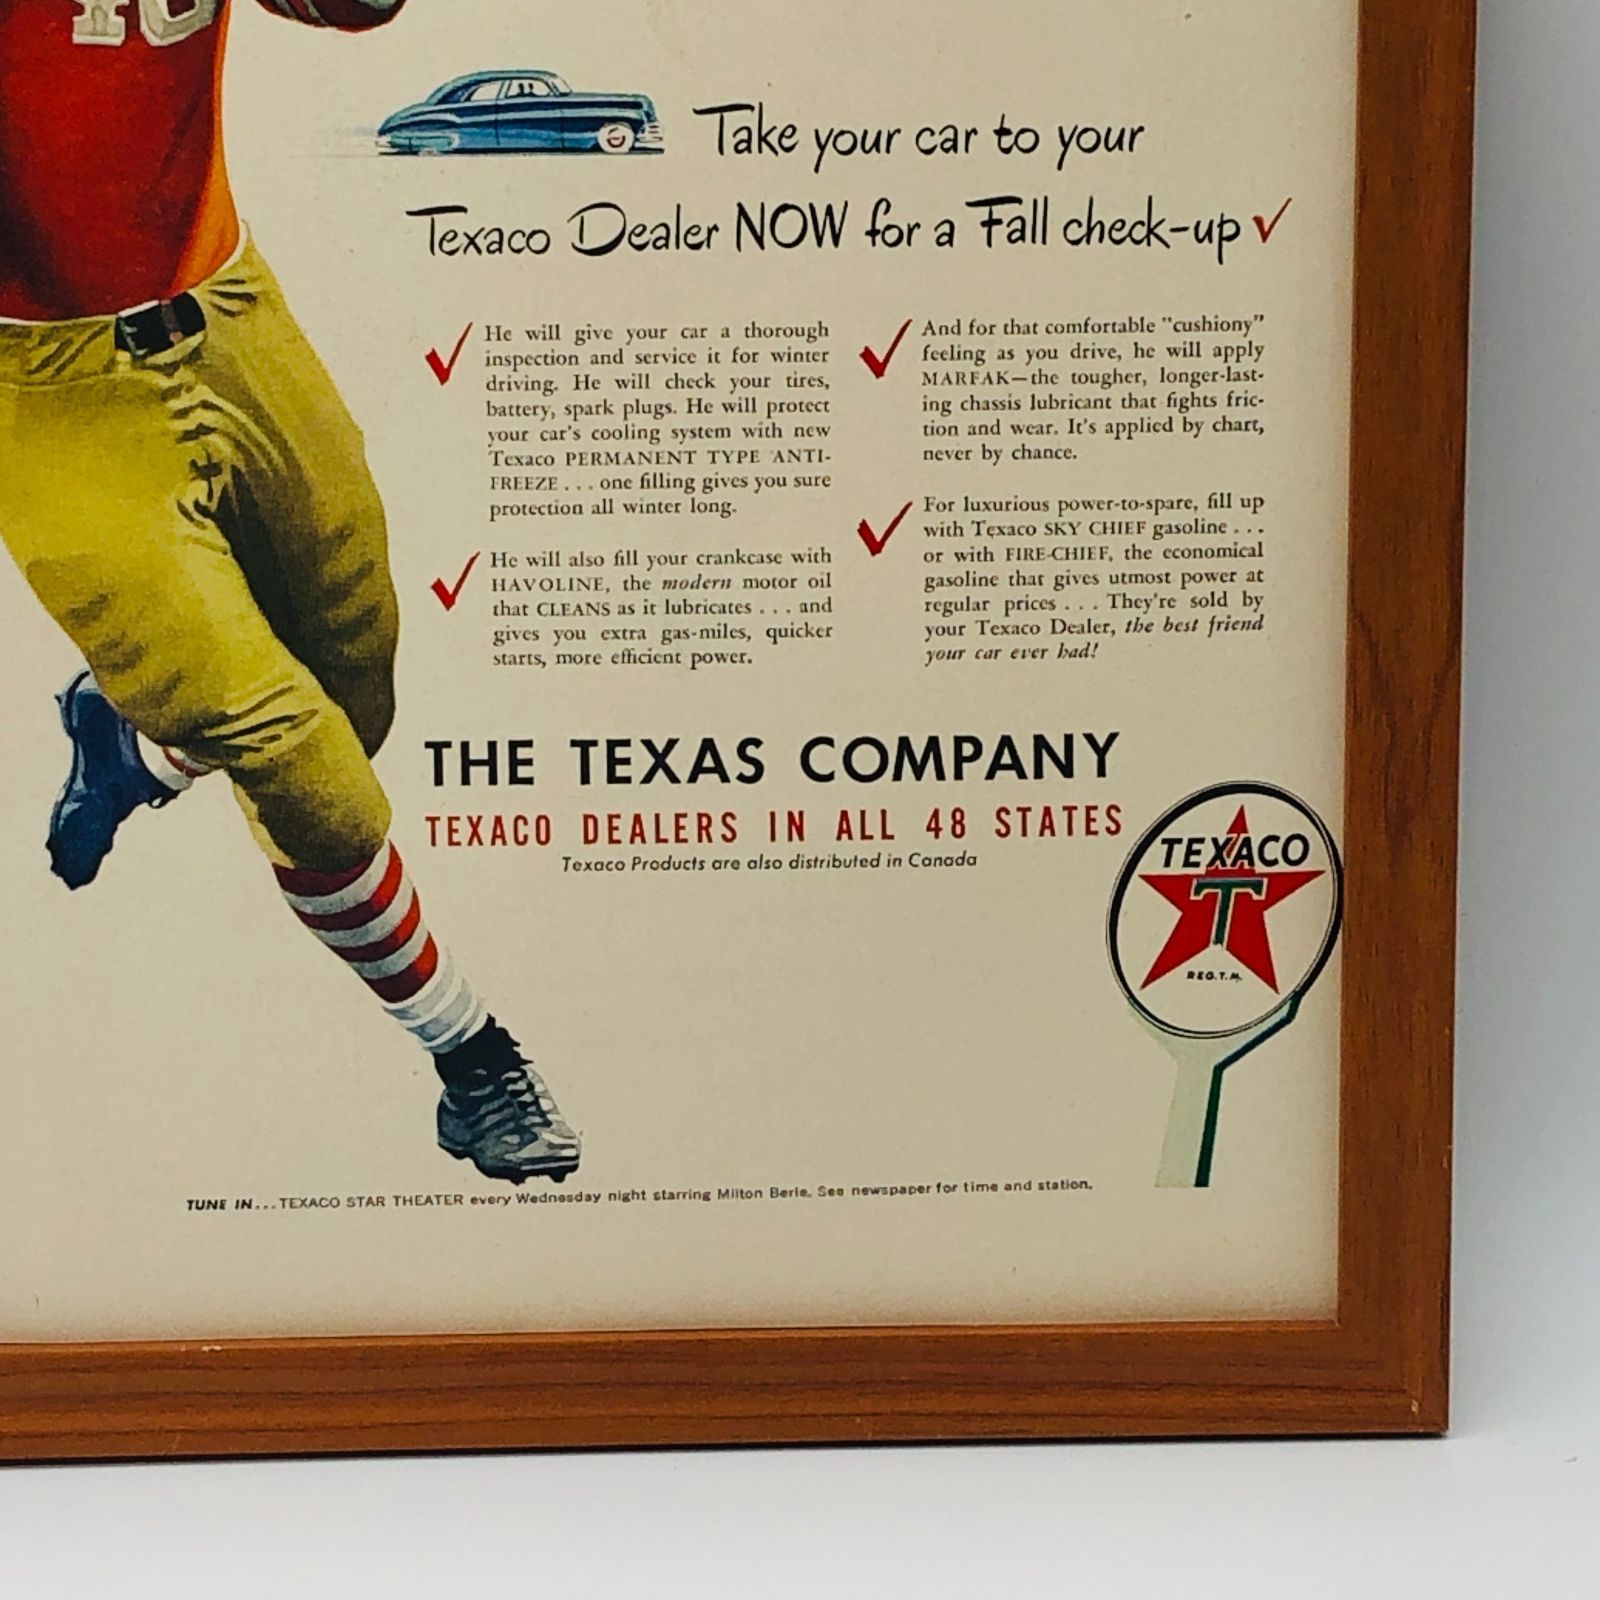 Take your car to your
Texaco Dealer NOW for a Fall check-up
He will give your car a thorough
inspection and service it for winter
driving. He will check your tires,
battery, spark plugs. He will protect
your car's cooling system with new
Texaco PERMANENT TYPE ANTI-
FREEZE . . . one filling gives you sure
protection all winter long.
He will also fill your crankcase with
HAVOLINE, the modern motor oil
that CLEANS as it lubricates . . . and
gives you extra gas-miles, quicker
starts, more efficient power.
And for that comfortable "cushiony"
feeling as you drive, he will apply
MARFAK—the tougher, longer-last-
ing chassis lubricant that fights fric-
tion and wear. It's applied by chart,
never by chance.
For luxurious power-to-spare, fill up
with Texaco SKY CHIEF gasoline . . .
or with FIRE-CHIEF, the economical
gasoline that gives utmost power at
regular prices . . . They're sold by
your Texaco Dealer, the best friend
your car ever had!
THE TEXAS COMPANY
TEXACO DEALERS IN ALL 48 STATES
Texaco Products are also distributed in Canada
TEXACO
T
REG. T. M.
TUNE IN...TEXACO STAR THEATER every Wednesday night starring Milton Berle. See newspaper for time and station.